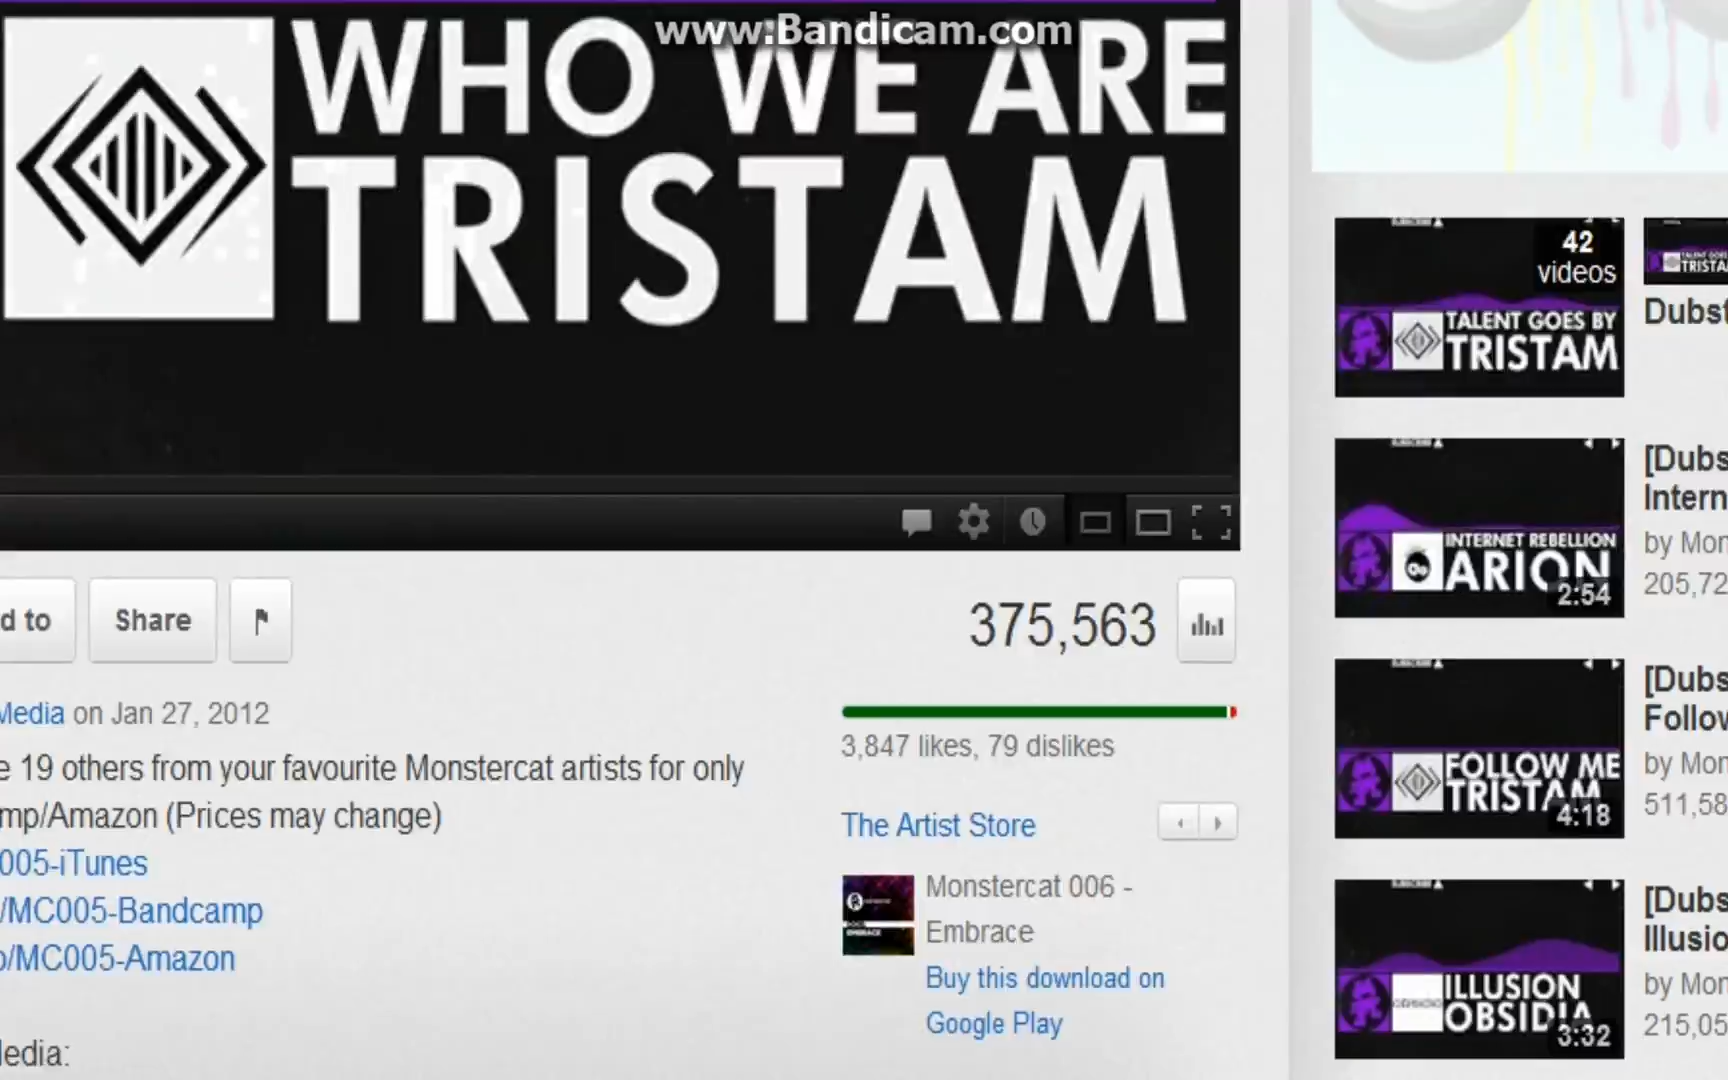 www.Bandicam.com
WHO WE ARE
TRISTAM
d to
Share
375,563
Media on Jan 27, 2012
3,847 likes, 79 dislikes
e 19 others from your favourite Monstercat artists for only
mp/Amazon (Prices may change)
005-iTunes
/MC005-Bandcamp
o/MC005-Amazon
Media:
The Artist Store
Monstercat 006 -
Embrace
Buy this download on
Google Play
42
videos
TALENT GOES BY
TRISTAM
Dubst
INTERNET REBELLION
ARION
2:54
[Dubs
Intern
by Mon
205,72
FOLLOW ME
TRISTAM
4:18
[Dubs
Follow
by Mon
511,58
ILLUSION
OBSIDIA
3:32
[Dubs
Illusio
by Mon
215,05